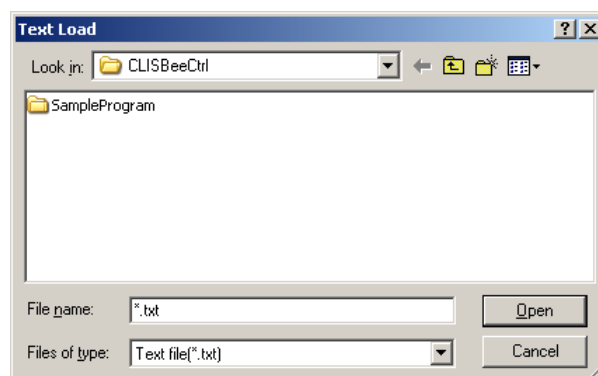 Text Load
Look in: CLISBeeCtrl
SampleProgram
File name: *.txt Open
Files of type: Text file(*.txt) Cancel